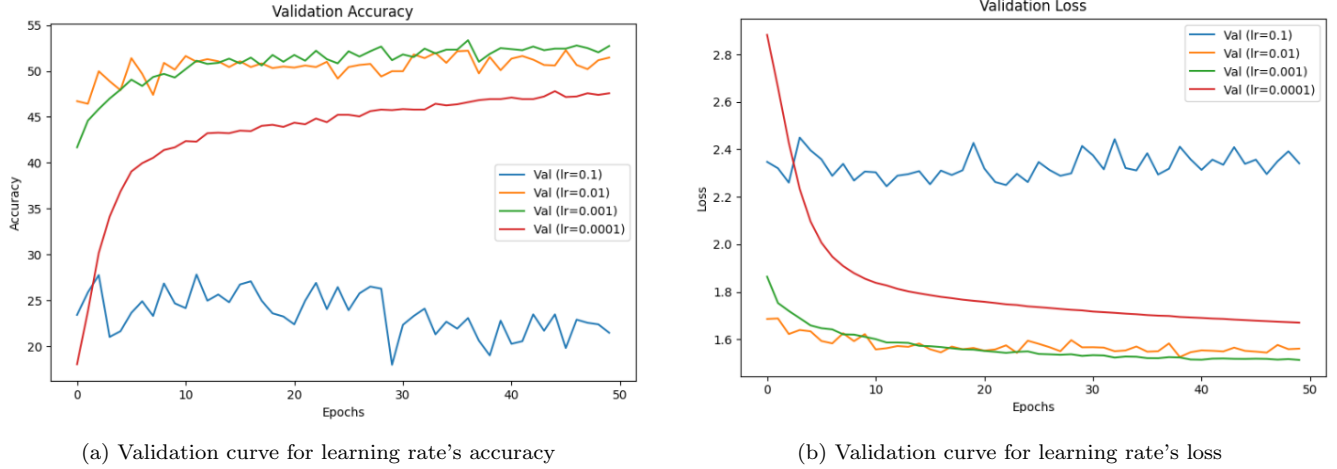 Validation Accuracy
55
50
45
40
35
30
25
20
Accuracy
0
10
20
30
40
50
Epochs
Val (lr=0.1)
Val (lr=0.01)
Val (lr=0.001)
Val (lr=0.0001)
(a) Validation curve for learning rate's accuracy
Validation Loss
2.8
2.6
2.4
2.2
2.0
1.8
1.6
Loss
0
10
20
30
40
50
Epochs
Val (lr=0.1)
Val (lr=0.01)
Val (lr=0.001)
Val (lr=0.0001)
(b) Validation curve for learning rate's loss